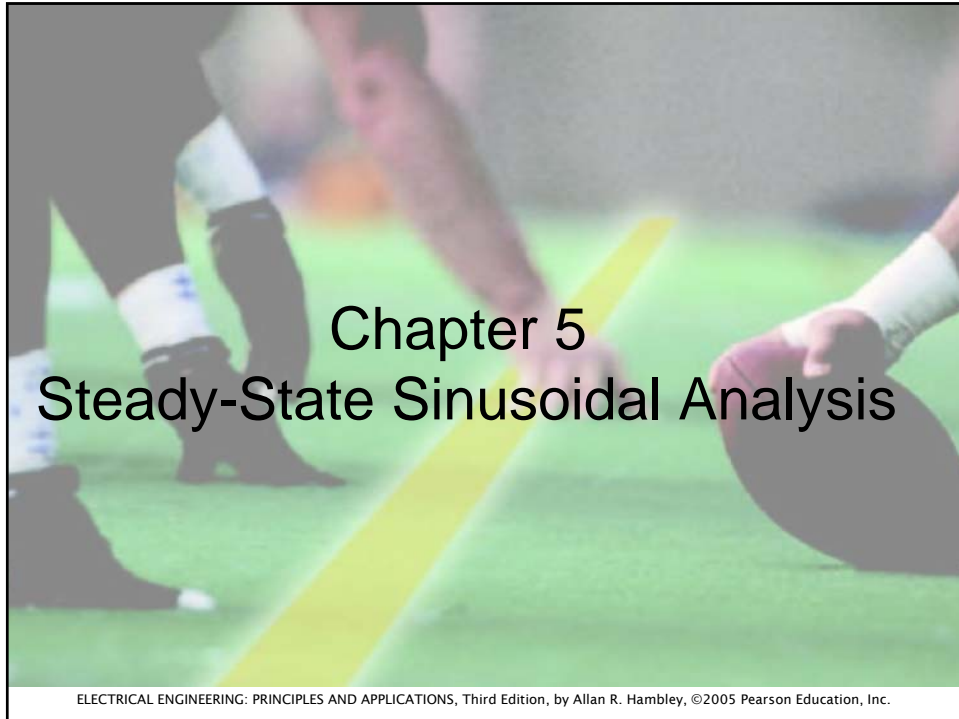 Chapter 5
Steady-State Sinusoidal Analysis
ELECTRICAL ENGINEERING: PRINCIPLES AND APPLICATIONS, Third Edition, by Allan R. Hambley, ©2005 Pearson Education, Inc.